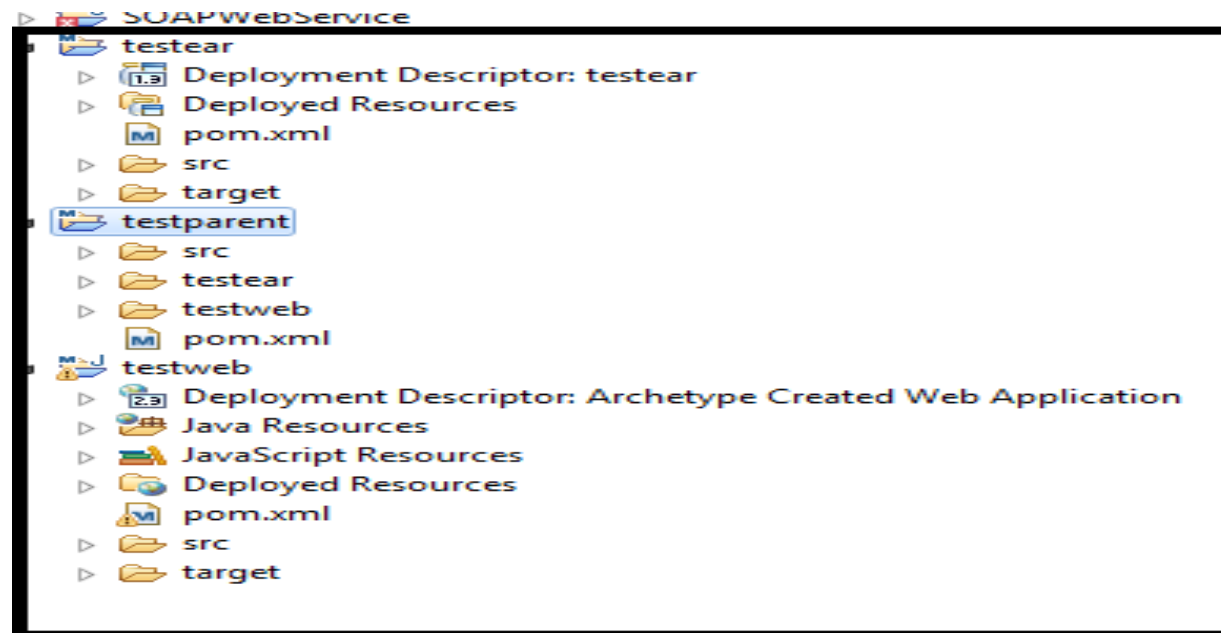 SOAPWebService
testear
Deployment Descriptor: testear
Deployed Resources
pom.xml
src
target
testparent
src
testear
testweb
pom.xml
testweb
Deployment Descriptor: Archetype Created Web Application
Java Resources
JavaScript Resources
Deployed Resources
pom.xml
src
target